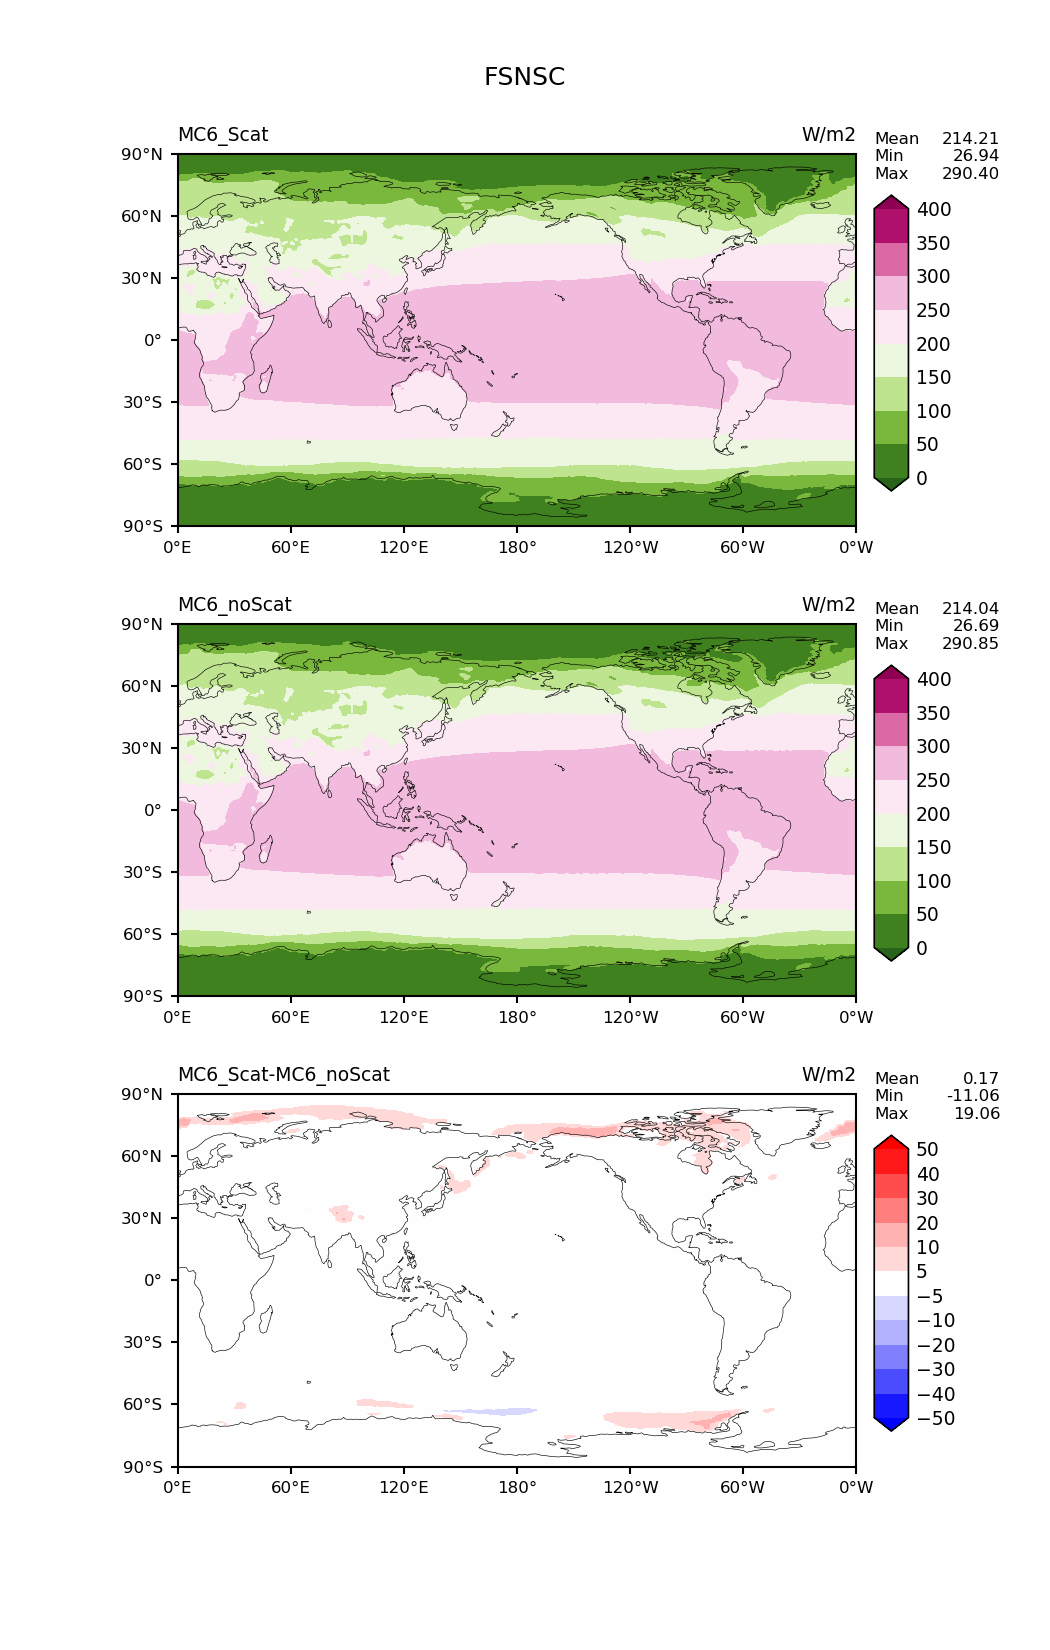 FSNSC
MC6_Scat
W/m2
Mean 214.21
Min 26.94
Max 290.40
90°N
60°N
30°N
0°
30°S
60°S
90°S
0°E
60°E
120°E
180°
120°W
60°W
0°W
400
350
300
250
200
150
100
50
0
MC6_noScat
W/m2
Mean 214.04
Min 26.69
Max 290.85
90°N
60°N
30°N
0°
30°S
60°S
90°S
0°E
60°E
120°E
180°
120°W
60°W
0°W
400
350
300
250
200
150
100
50
0
MC6_Scat-MC6_noScat
W/m2
Mean 0.17
Min -11.06
Max 19.06
90°N
60°N
30°N
0°
30°S
60°S
90°S
0°E
60°E
120°E
180°
120°W
60°W
0°W
50
40
30
20
10
5
−5
−10
−20
−30
−40
−50